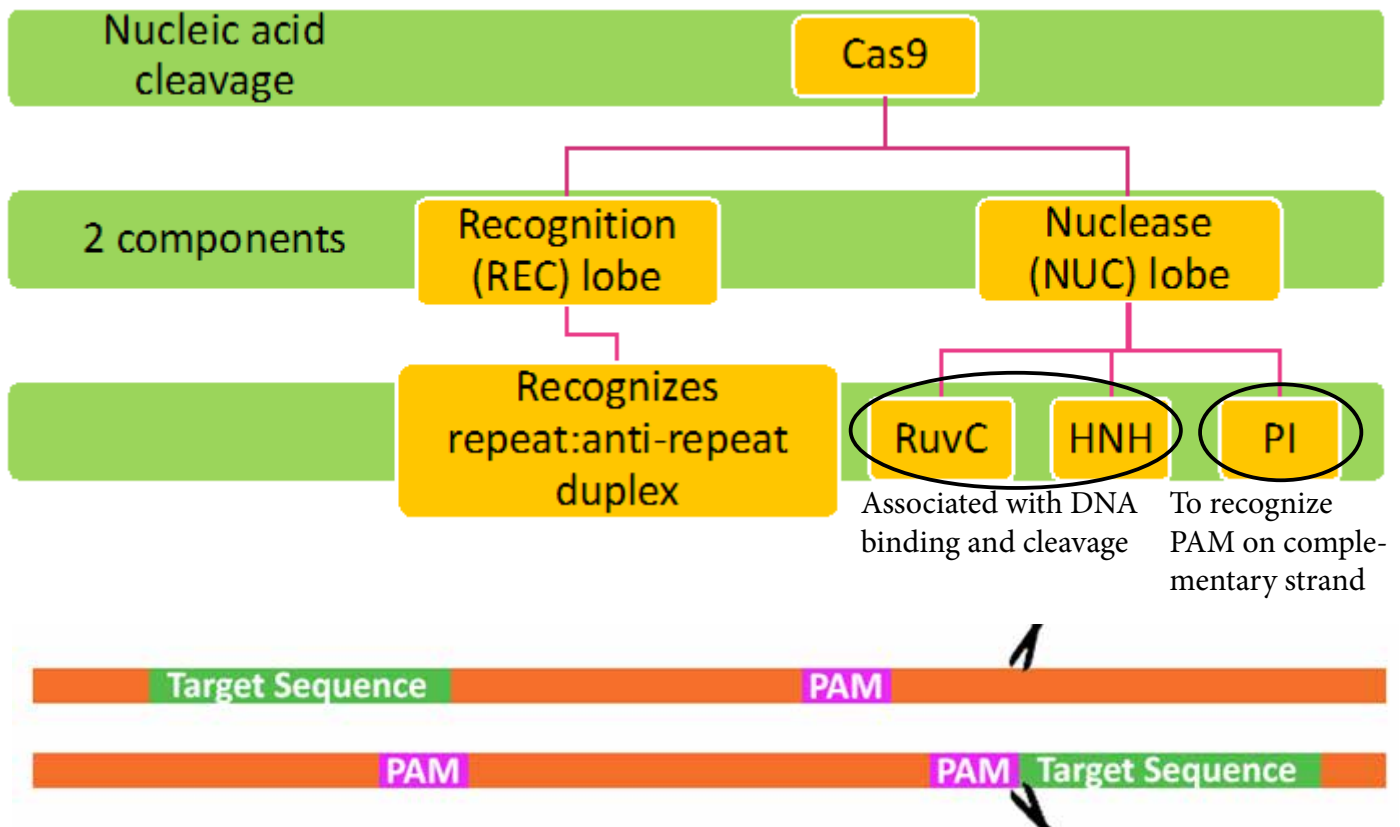 Nucleic acid
cleavage
Cas9
2 components
Recognition
(REC) lobe
Nuclease
(NUC) lobe
Recognizes
repeat:anti-repeat
duplex
RuvC
HNH
PI
Associated with DNA
binding and cleavage
To recognize
PAM on comple-
mentary strand
Target Sequence
PAM
PAM
PAM
Target Sequence